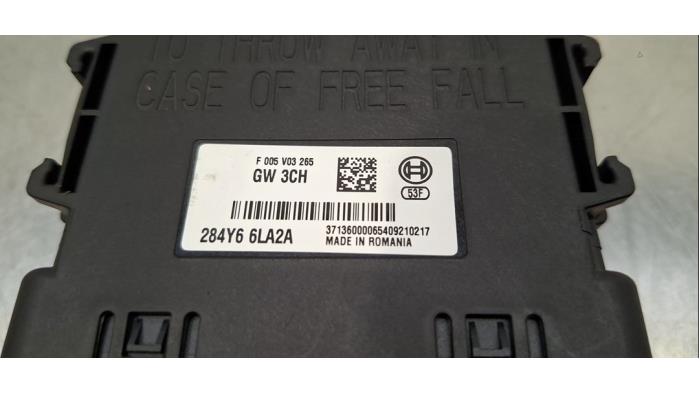 TO THROW AWAY IN
CASE OF FREE FALL
F 005 V03 265
GW 3CH
53F
284Y6 6LA2A
37136000065409210217
MADE IN ROMANIA